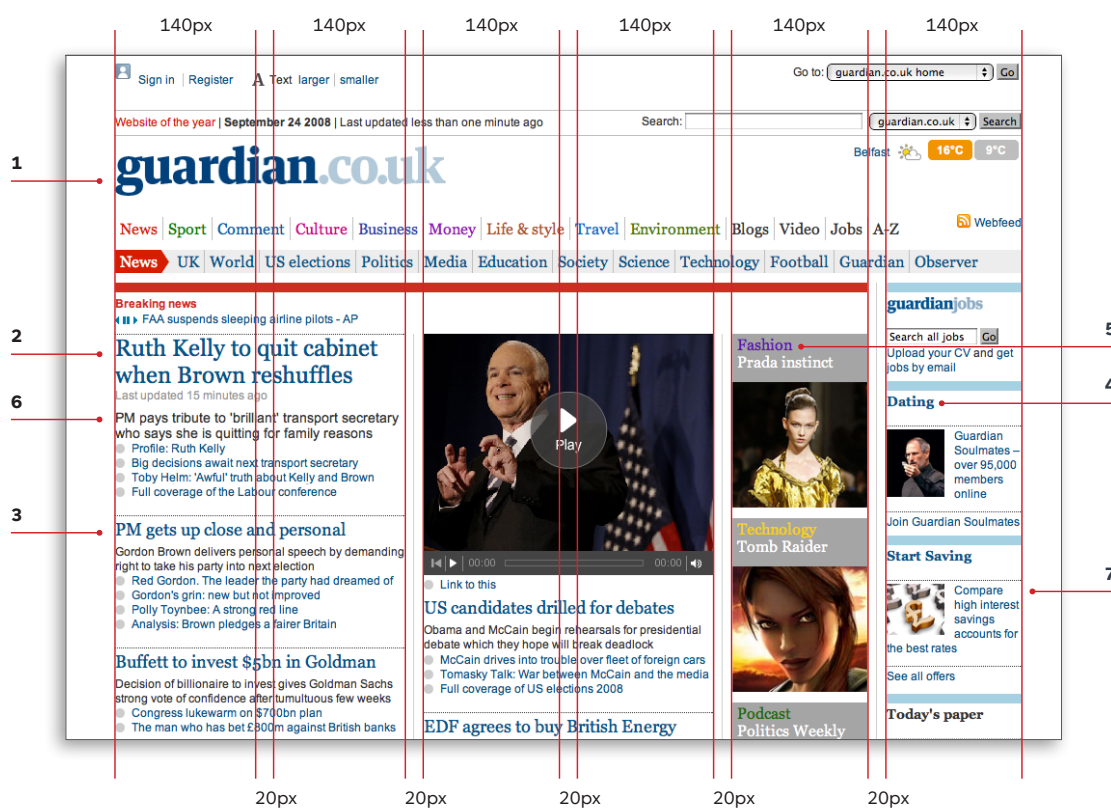 140px 140px 140px 140px 140px 140px
Sign in Register A Text larger smaller
Go to: guardian.co.uk home Go
Website of the year | September 24 2008 | Last updated less than one minute ago
Search: guardian.co.uk Search
1
guardian.co.uk
Belfast 16°C 9°C
News Sport Comment Culture Business Money Life & style Travel Environment Blogs Video Jobs A-Z
Webfeed
News UK World US elections Politics Media Education Society Science Technology Football Guardian Observer
Breaking news
FAA suspends sleeping airline pilots - AP
2
Ruth Kelly to quit cabinet
when Brown reshuffles
Last updated 15 minutes ago
6
PM pays tribute to 'brilliant' transport secretary
who says she is quitting for family reasons
Profile: Ruth Kelly
Big decisions await next transport secretary
Toby Helm: 'Awful' truth about Kelly and Brown
Full coverage of the Labour conference
3
PM gets up close and personal
Gordon Brown delivers personal speech by demanding
right to take his party into next election
Red Gordon. The leader the party had dreamed of
Gordon's grin: new but not improved
Polly Toynbee: A strong red line
Analysis: Brown pledges a fairer Britain
Buffett to invest $5bn in Goldman
Decision of billionaire to invest gives Goldman Sachs
strong vote of confidence after tumultuous few weeks
Congress lukewarm on $700bn plan
The man who has bet £800m against British banks
Play
00:00 00:00
Link to this
US candidates drilled for debates
Obama and McCain begin rehearsals for presidential
debate which they hope will break deadlock
McCain drives into trouble over fleet of foreign cars
Tomasky Talk: War between McCain and the media
Full coverage of US elections 2008
EDF agrees to buy British Energy
Fashion
Prada instinct
Technology
Tomb Raider
Podcast
Politics Weekly
guardianjobs
Search all jobs Go
Upload your CV and get
jobs by email
5
4
Dating
Guardian
Soulmates –
over 95,000
members
online
Join Guardian Soulmates
Start Saving
7
Compare
high interest
savings
accounts for
the best rates
See all offers
Today's paper
20px 20px 20px 20px 20px